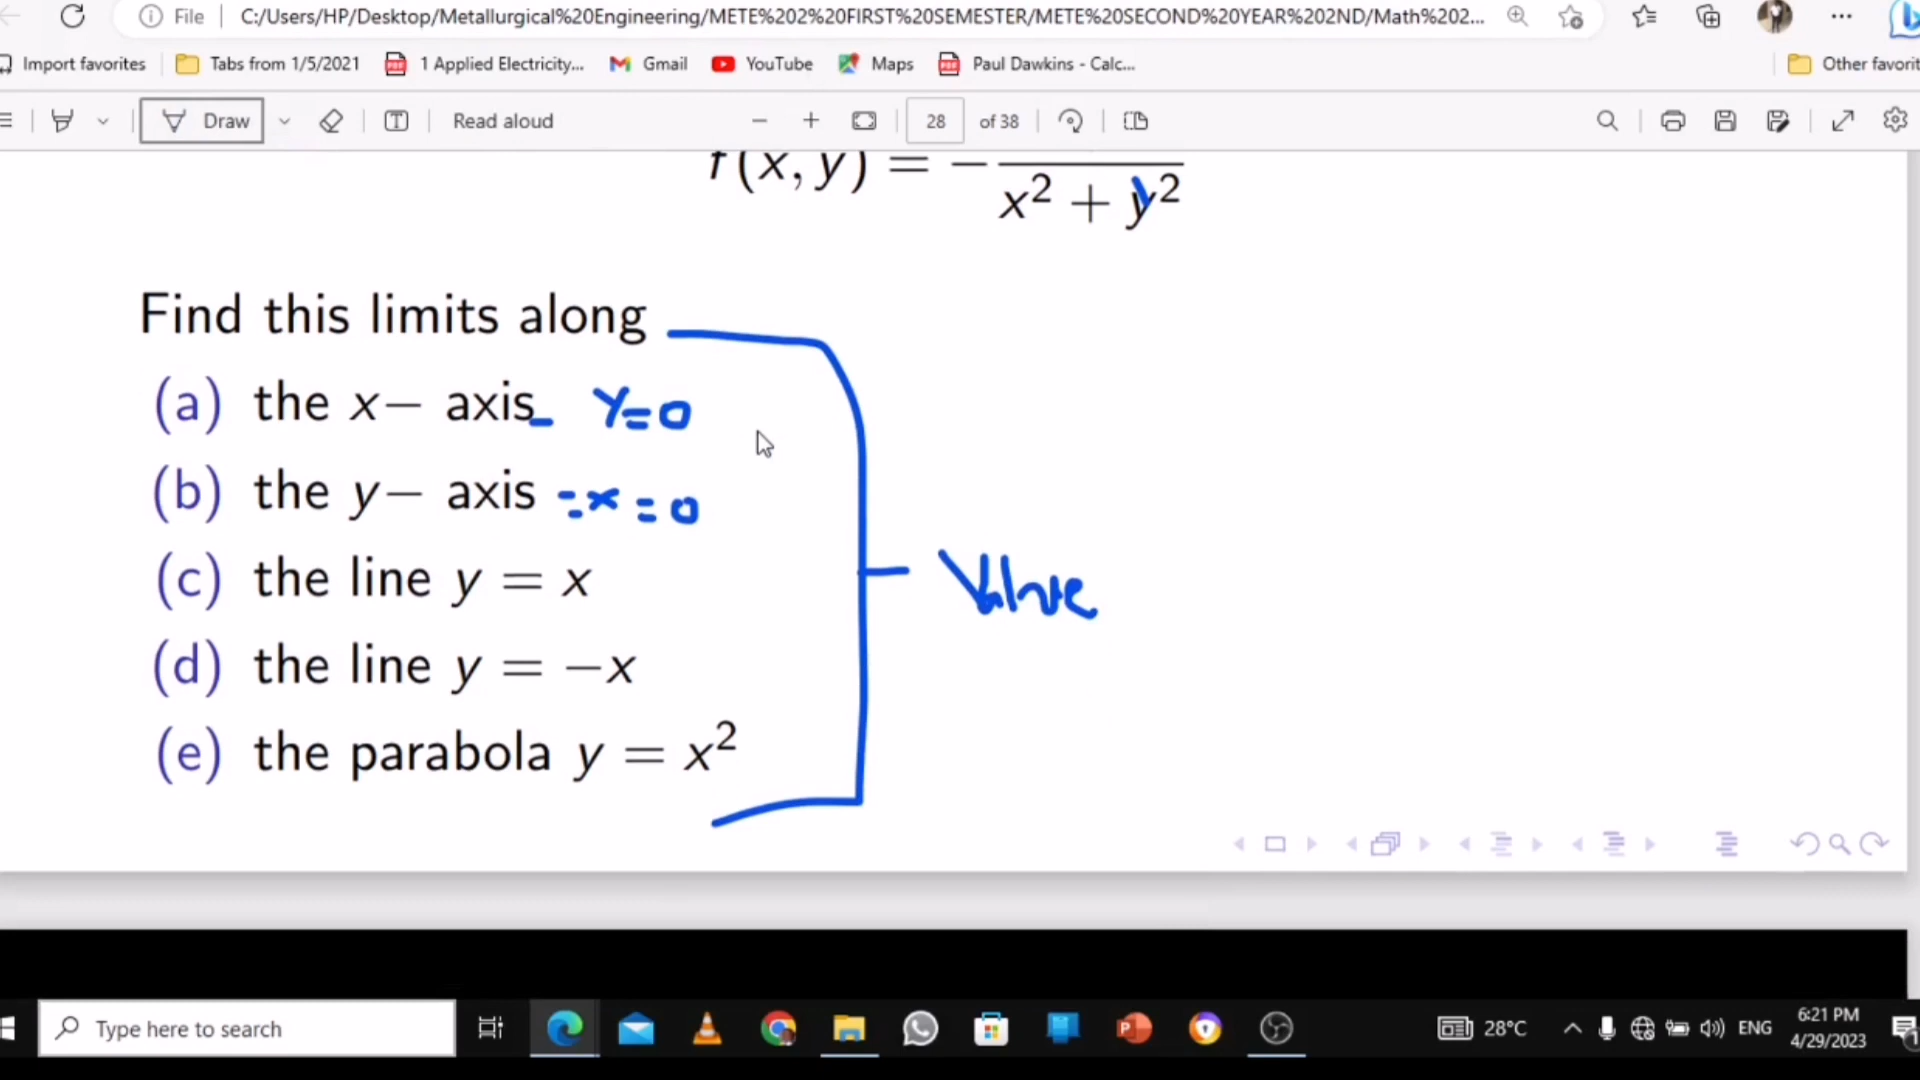 File C:/Users/HP/Desktop/Metallurgical%20Engineering/METE%202%20FIRST%20SEMESTER/METE%20SECOND%20YEAR%202ND/Math%202...
Import favorites Tabs from 1/5/2021 1 Applied Electricity,... Gmail YouTube Maps Paul Dawkins - Calc... Other favorit
Draw Read aloud 28 of 38
f(x, y) = − x² + y²
Find this limits along
(a) the x− axis - Y=0
(b) the y− axis = x = 0
(c) the line y = x
Value
(d) the line y = −x
(e) the parabola y = x²
Type here to search 28°C ENG 6:21 PM
4/29/2023